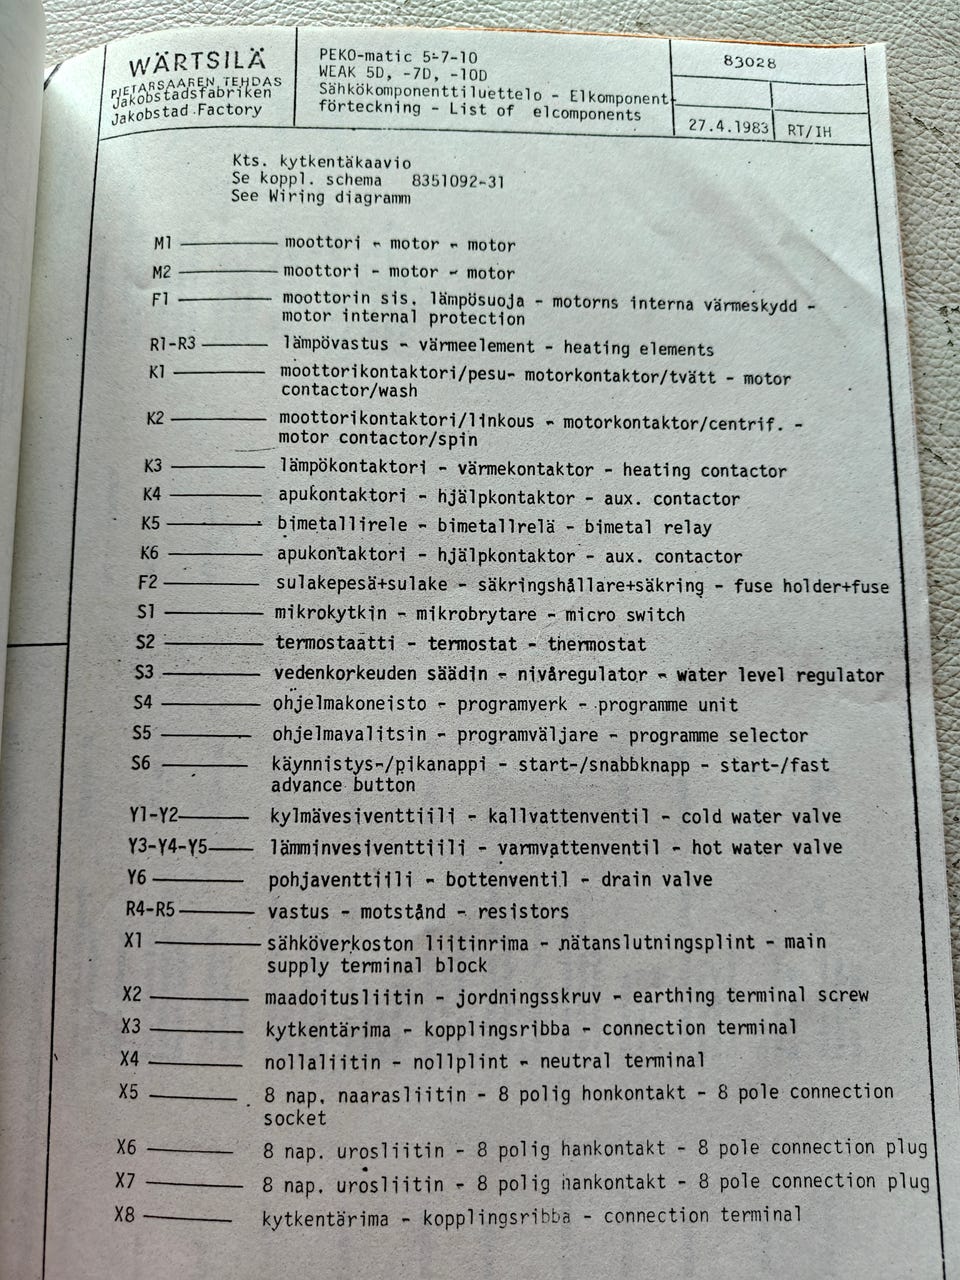 WÄRTSILÄ
PIETARSAAREN TEHDAS
Jakobstadsfabriken
Jakobstad Factory
PEKO-matic 5-7-10
WEAK 5D, -7D, -10D
Sähkökomponenttiluettelo - Elkomponent-
förteckning - List of elcomponents
83028
27.4.1983 RT/IH
Kts. kytkentäkaavio
Se koppl. schema 8351092-31
See Wiring diagramm
M1 moottori - motor - motor
M2 moottori - motor - motor
F1 moottorin sis. lämpösuoja - motorns interna värmeskydd -
motor internal protection
R1-R3 lämpövastus - värmeelement - heating elements
K1 moottorikontaktori/pesu- motorkontaktor/tvätt - motor
contactor/wash
K2 moottorikontaktori/linkous - motorkontaktor/centrif. -
motor contactor/spin
K3 lämpökontaktori - värmekontaktor - heating contactor
K4 apukontaktori - hjälpkontaktor - aux. contactor
K5 bimetallirele - bimetallrelä - bimetal relay
K6 apukontaktori - hjälpkontaktor - aux. contactor
F2 sulakepesä+sulake - säkringshållare+säkring - fuse holder+fuse
S1 mikrokytkin - mikrobrytare - micro switch
S2 termostaatti - termostat - thermostat
S3 vedenkorkeuden säädin - nivåregulator - water level regulator
S4 ohjelmakoneisto - programverk - programme unit
S5 ohjelmavalitsin - programväljare - programme selector
S6 käynnistys-/pikanappi - start-/snabbknapp - start-/fast
advance button
Y1-Y2 kylmävesiventtiili - kallvattenventil - cold water valve
Y3-Y4-Y5 lämminvesiventtiili - varmvattenventil - hot water valve
Y6 pohjaventtiili - bottenventil - drain valve
R4-R5 vastus - motstånd - resistors
X1 sähköverkoston liitinrima - nätanslutningsplint - main
supply terminal block
X2 maadoitusliitin - jordningsskruv - earthing terminal screw
X3 kytkentärima - kopplingsribba - connection terminal
X4 nollaliitin - nollplint - neutral terminal
X5 8 nap. naarasliitin - 8 polig honkontakt - 8 pole connection
socket
X6 8 nap. urosliitin - 8 polig hankontakt - 8 pole connection plug
X7 8 nap. urosliitin - 8 polig hankontakt - 8 pole connection plug
X8 kytkentärima - kopplingsribba - connection terminal